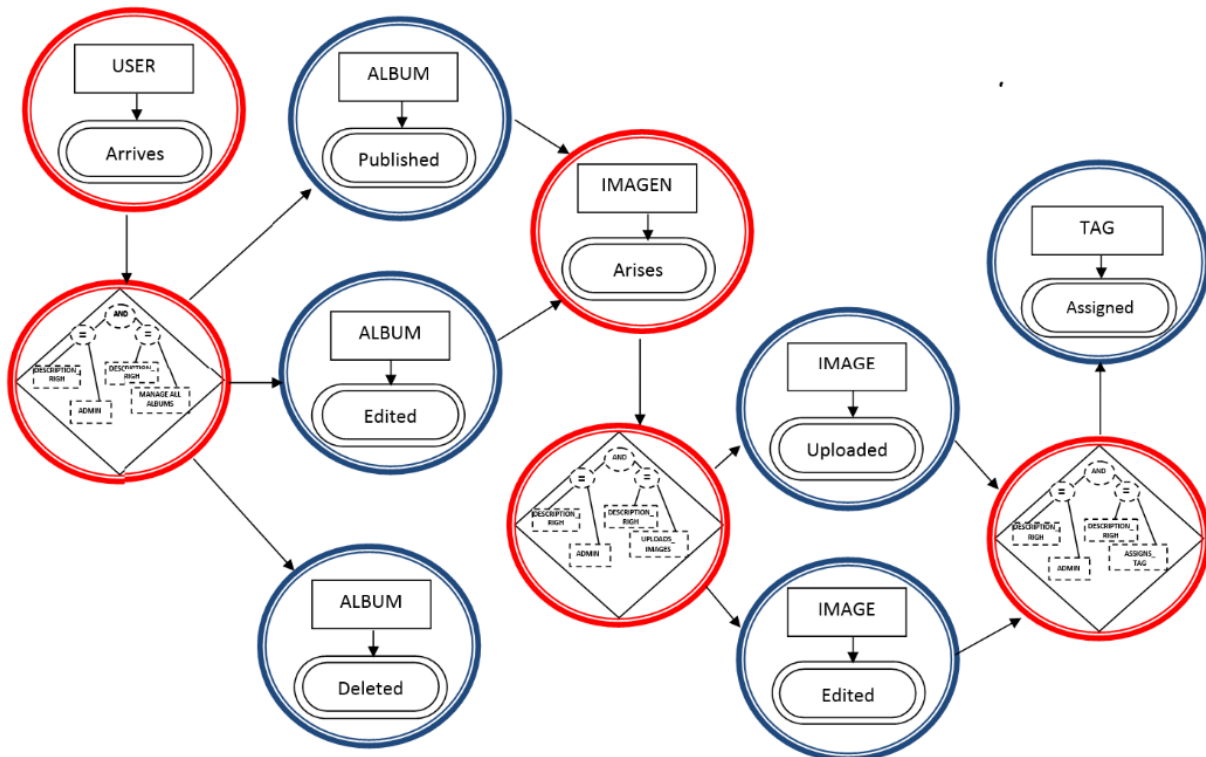 USER
Arrives
ALBUM
Published
IMAGEN
Arises
TAG
Assigned
AND
=
=
DESCRIPTION_
RIGH
DESCRIPTION_
RIGH
ADMIN
MANAGE ALL
ALBUMS
ALBUM
Edited
IMAGE
Uploaded
AND
=
=
DESCRIPTION_
RIGH
DESCRIPTION_
RIGH
ADMIN
UPLOADS_
IMAGES
AND
=
=
DESCRIPTION_
RIGH
DESCRIPTION_
RIGH
ADMIN
ASSIGNS_
TAG
ALBUM
Deleted
IMAGE
Edited